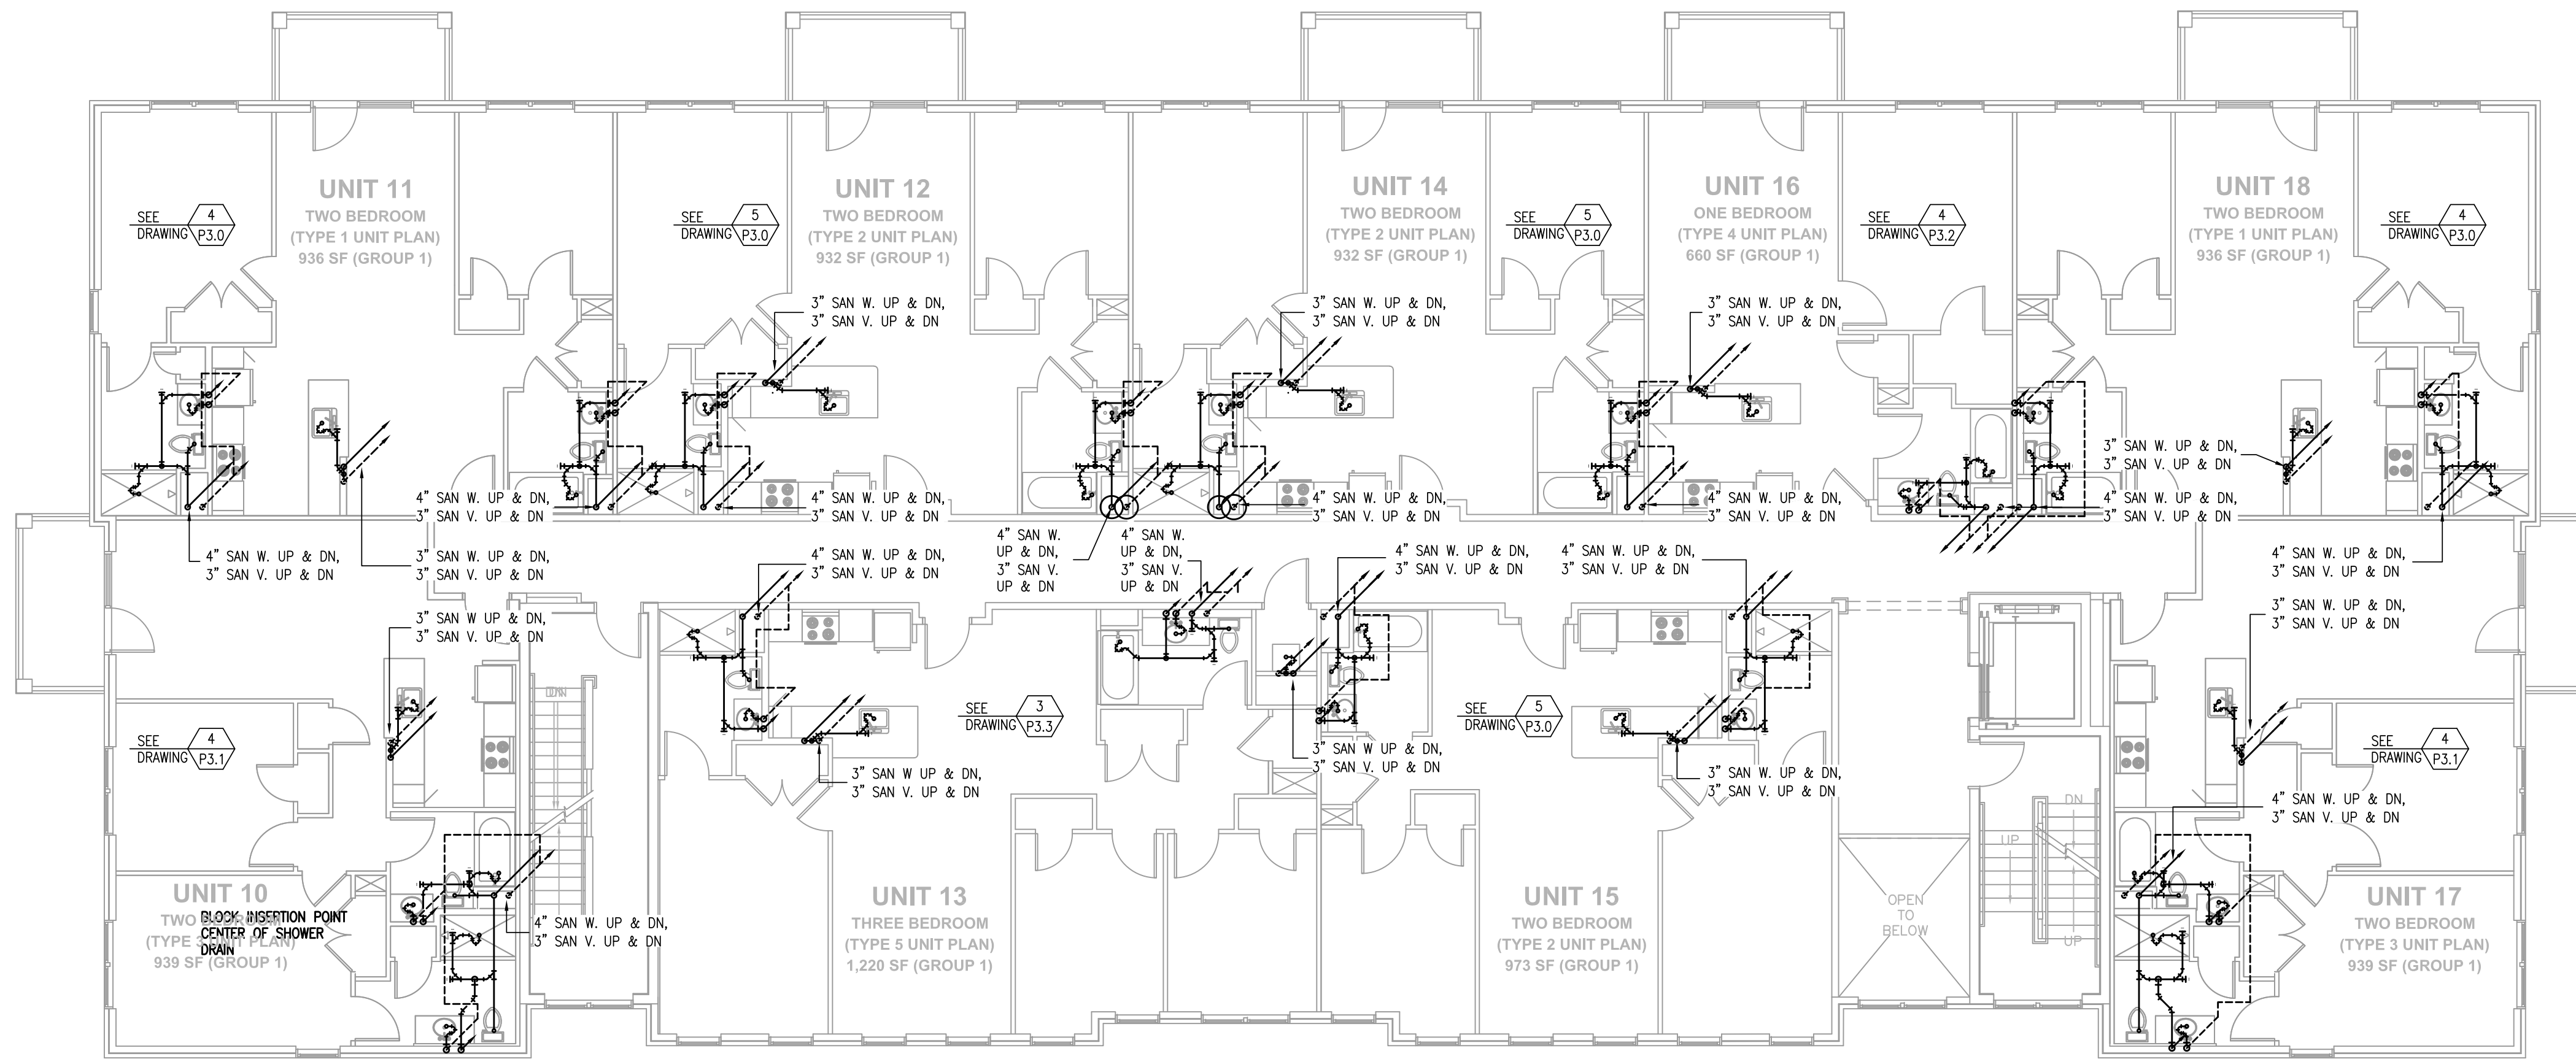 UNIT 11
TWO BEDROOM
(TYPE 1 UNIT PLAN)
936 SF (GROUP 1)
SEE 4
DRAWING P3.0
UNIT 12
TWO BEDROOM
(TYPE 2 UNIT PLAN)
932 SF (GROUP 1)
SEE 5
DRAWING P3.0
UNIT 14
TWO BEDROOM
(TYPE 2 UNIT PLAN)
932 SF (GROUP 1)
SEE 5
DRAWING P3.0
UNIT 16
ONE BEDROOM
(TYPE 4 UNIT PLAN)
660 SF (GROUP 1)
SEE 4
DRAWING P3.2
UNIT 18
TWO BEDROOM
(TYPE 1 UNIT PLAN)
936 SF (GROUP 1)
SEE 4
DRAWING P3.0
3" SAN W. UP & DN,
3" SAN V. UP & DN
3" SAN W. UP & DN,
3" SAN V. UP & DN
3" SAN W. UP & DN,
3" SAN V. UP & DN
3" SAN W. UP & DN,
3" SAN V. UP & DN
4" SAN W. UP & DN,
3" SAN V. UP & DN
4" SAN W. UP & DN,
3" SAN V. UP & DN
4" SAN W. UP & DN,
3" SAN V. UP & DN
4" SAN W. UP & DN,
3" SAN V. UP & DN
4" SAN W. UP & DN,
3" SAN V. UP & DN
4" SAN W. UP & DN,
3" SAN V. UP & DN
3" SAN W. UP & DN,
3" SAN V. UP & DN
4" SAN W. UP & DN,
3" SAN V. UP & DN
4" SAN W.
UP & DN,
3" SAN V.
UP & DN
4" SAN W.
UP & DN,
3" SAN V.
UP & DN
4" SAN W. UP & DN,
3" SAN V. UP & DN
4" SAN W. UP & DN,
3" SAN V. UP & DN
4" SAN W. UP & DN,
3" SAN V. UP & DN
3" SAN W UP & DN,
3" SAN V. UP & DN
3" SAN W. UP & DN,
3" SAN V. UP & DN
DN
SEE 4
DRAWING P3.1
SEE 3
DRAWING P3.3
SEE 5
DRAWING P3.0
SEE 4
DRAWING P3.1
3" SAN W UP & DN,
3" SAN V. UP & DN
3" SAN W UP & DN,
3" SAN V. UP & DN
3" SAN W. UP & DN,
3" SAN V. UP & DN
4" SAN W. UP & DN,
3" SAN V. UP & DN
DN
UP
UP
OPEN
TO
BELOW
UNIT 10
TWO BEDROOM
(TYPE 3 UNIT PLAN)
939 SF (GROUP 1)
BLOCK INSERTION POINT
CENTER OF SHOWER
DRAIN
4" SAN W. UP & DN,
3" SAN V. UP & DN
UNIT 13
THREE BEDROOM
(TYPE 5 UNIT PLAN)
1,220 SF (GROUP 1)
UNIT 15
TWO BEDROOM
(TYPE 2 UNIT PLAN)
973 SF (GROUP 1)
UNIT 17
TWO BEDROOM
(TYPE 3 UNIT PLAN)
939 SF (GROUP 1)